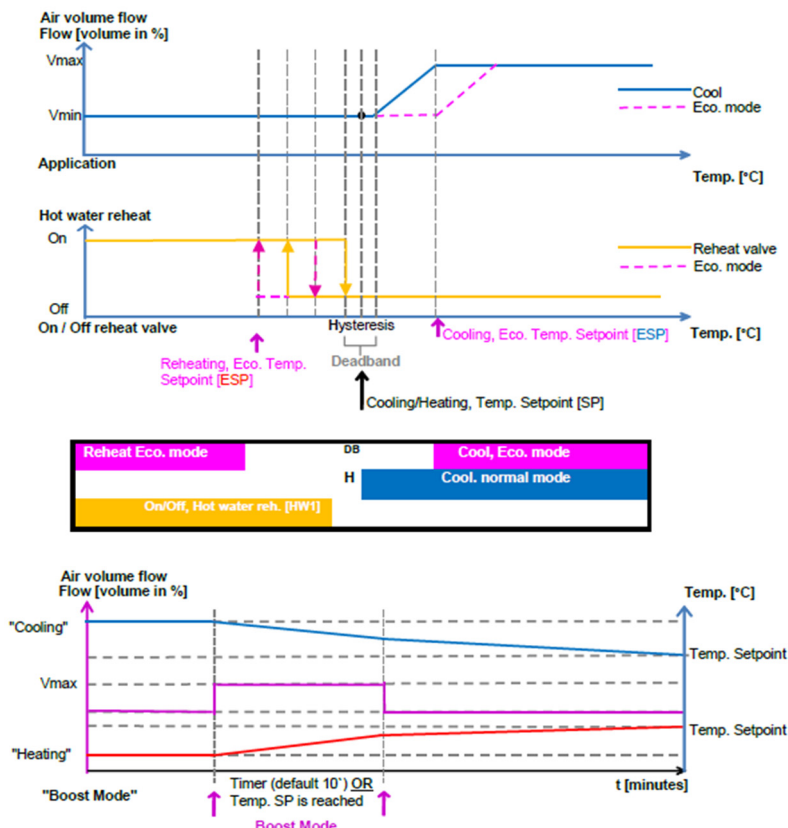 Air volume flow
Flow [volume in %]
Vmax
Cool
Eco. mode
Vmin
Application
Temp. [°C]
Hot water reheat
On
Reheat valve
Eco. mode
Off
On / Off reheat valve
Hysteresis
Temp. [°C]
Cooling, Eco. Temp. Setpoint [ESP]
Deadband
Reheating, Eco. Temp.
Setpoint [ESP]
Cooling/Heating, Temp. Setpoint [SP]
Reheat Eco. mode
DB
Cool, Eco. mode
H
Cool. normal mode
On/Off, Hot water reh. [HW1]
Air volume flow
Flow [volume in %]
Temp. [°C]
"Cooling"
Temp. Setpoint
Vmax
Temp. Setpoint
"Heating"
t [minutes]
"Boost Mode"
Timer (default 10`) OR
Temp. SP is reached
Boost Mode